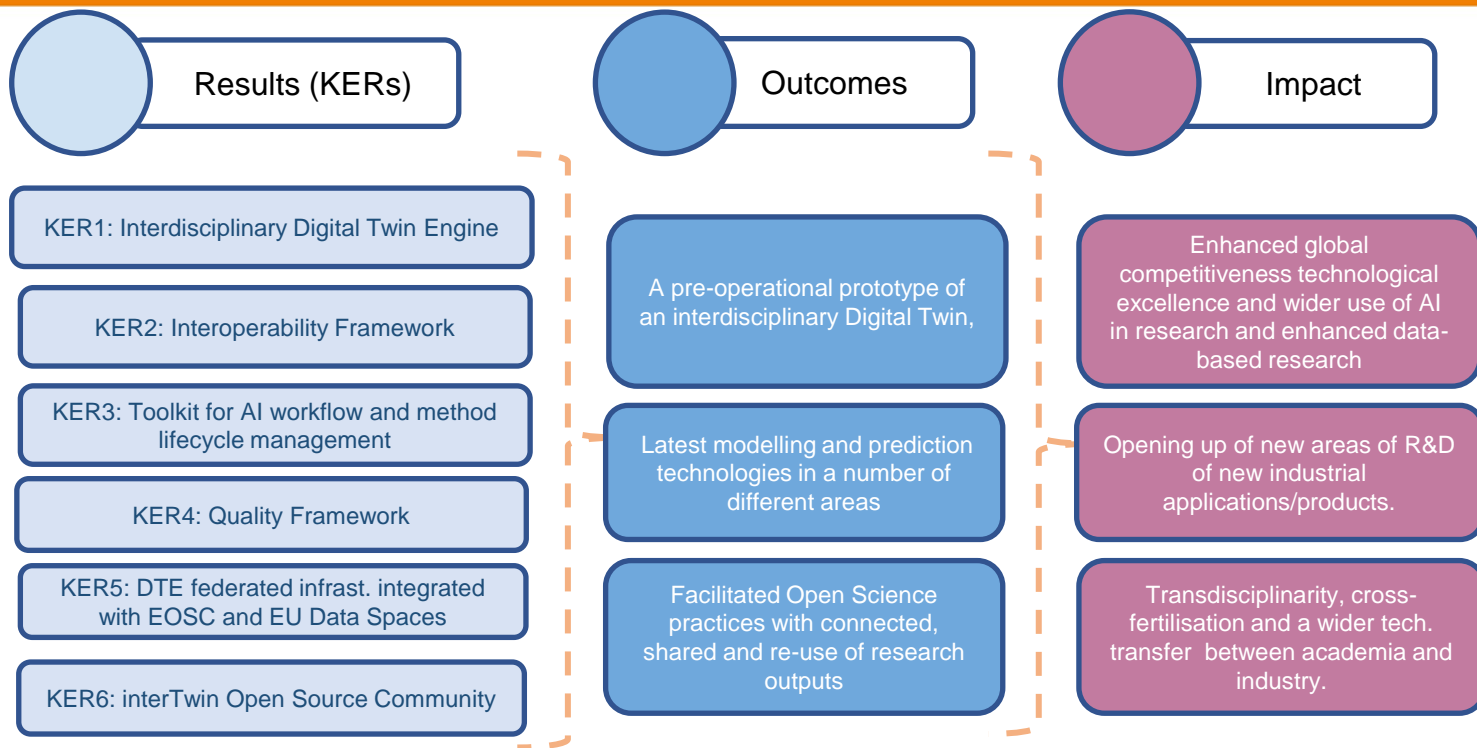 Results (KERs)
Outcomes
Impact
KER1: Interdisciplinary Digital Twin Engine
KER2: Interoperability Framework
KER3: Toolkit for AI workflow and method
lifecycle management
KER4: Quality Framework
KER5: DTE federated infrast. integrated
with EOSC and EU Data Spaces
KER6: interTwin Open Source Community
A pre-operational prototype of
an interdisciplinary Digital Twin,
Latest modelling and prediction
technologies in a number of
different areas
Facilitated Open Science
practices with connected,
shared and re-use of research
outputs
Enhanced global
competitiveness technological
excellence and wider use of AI
in research and enhanced data-
based research
Opening up of new areas of R&D
of new industrial
applications/products.
Transdisciplinarity, cross-
fertilisation and a wider tech.
transfer  between academia and
industry.